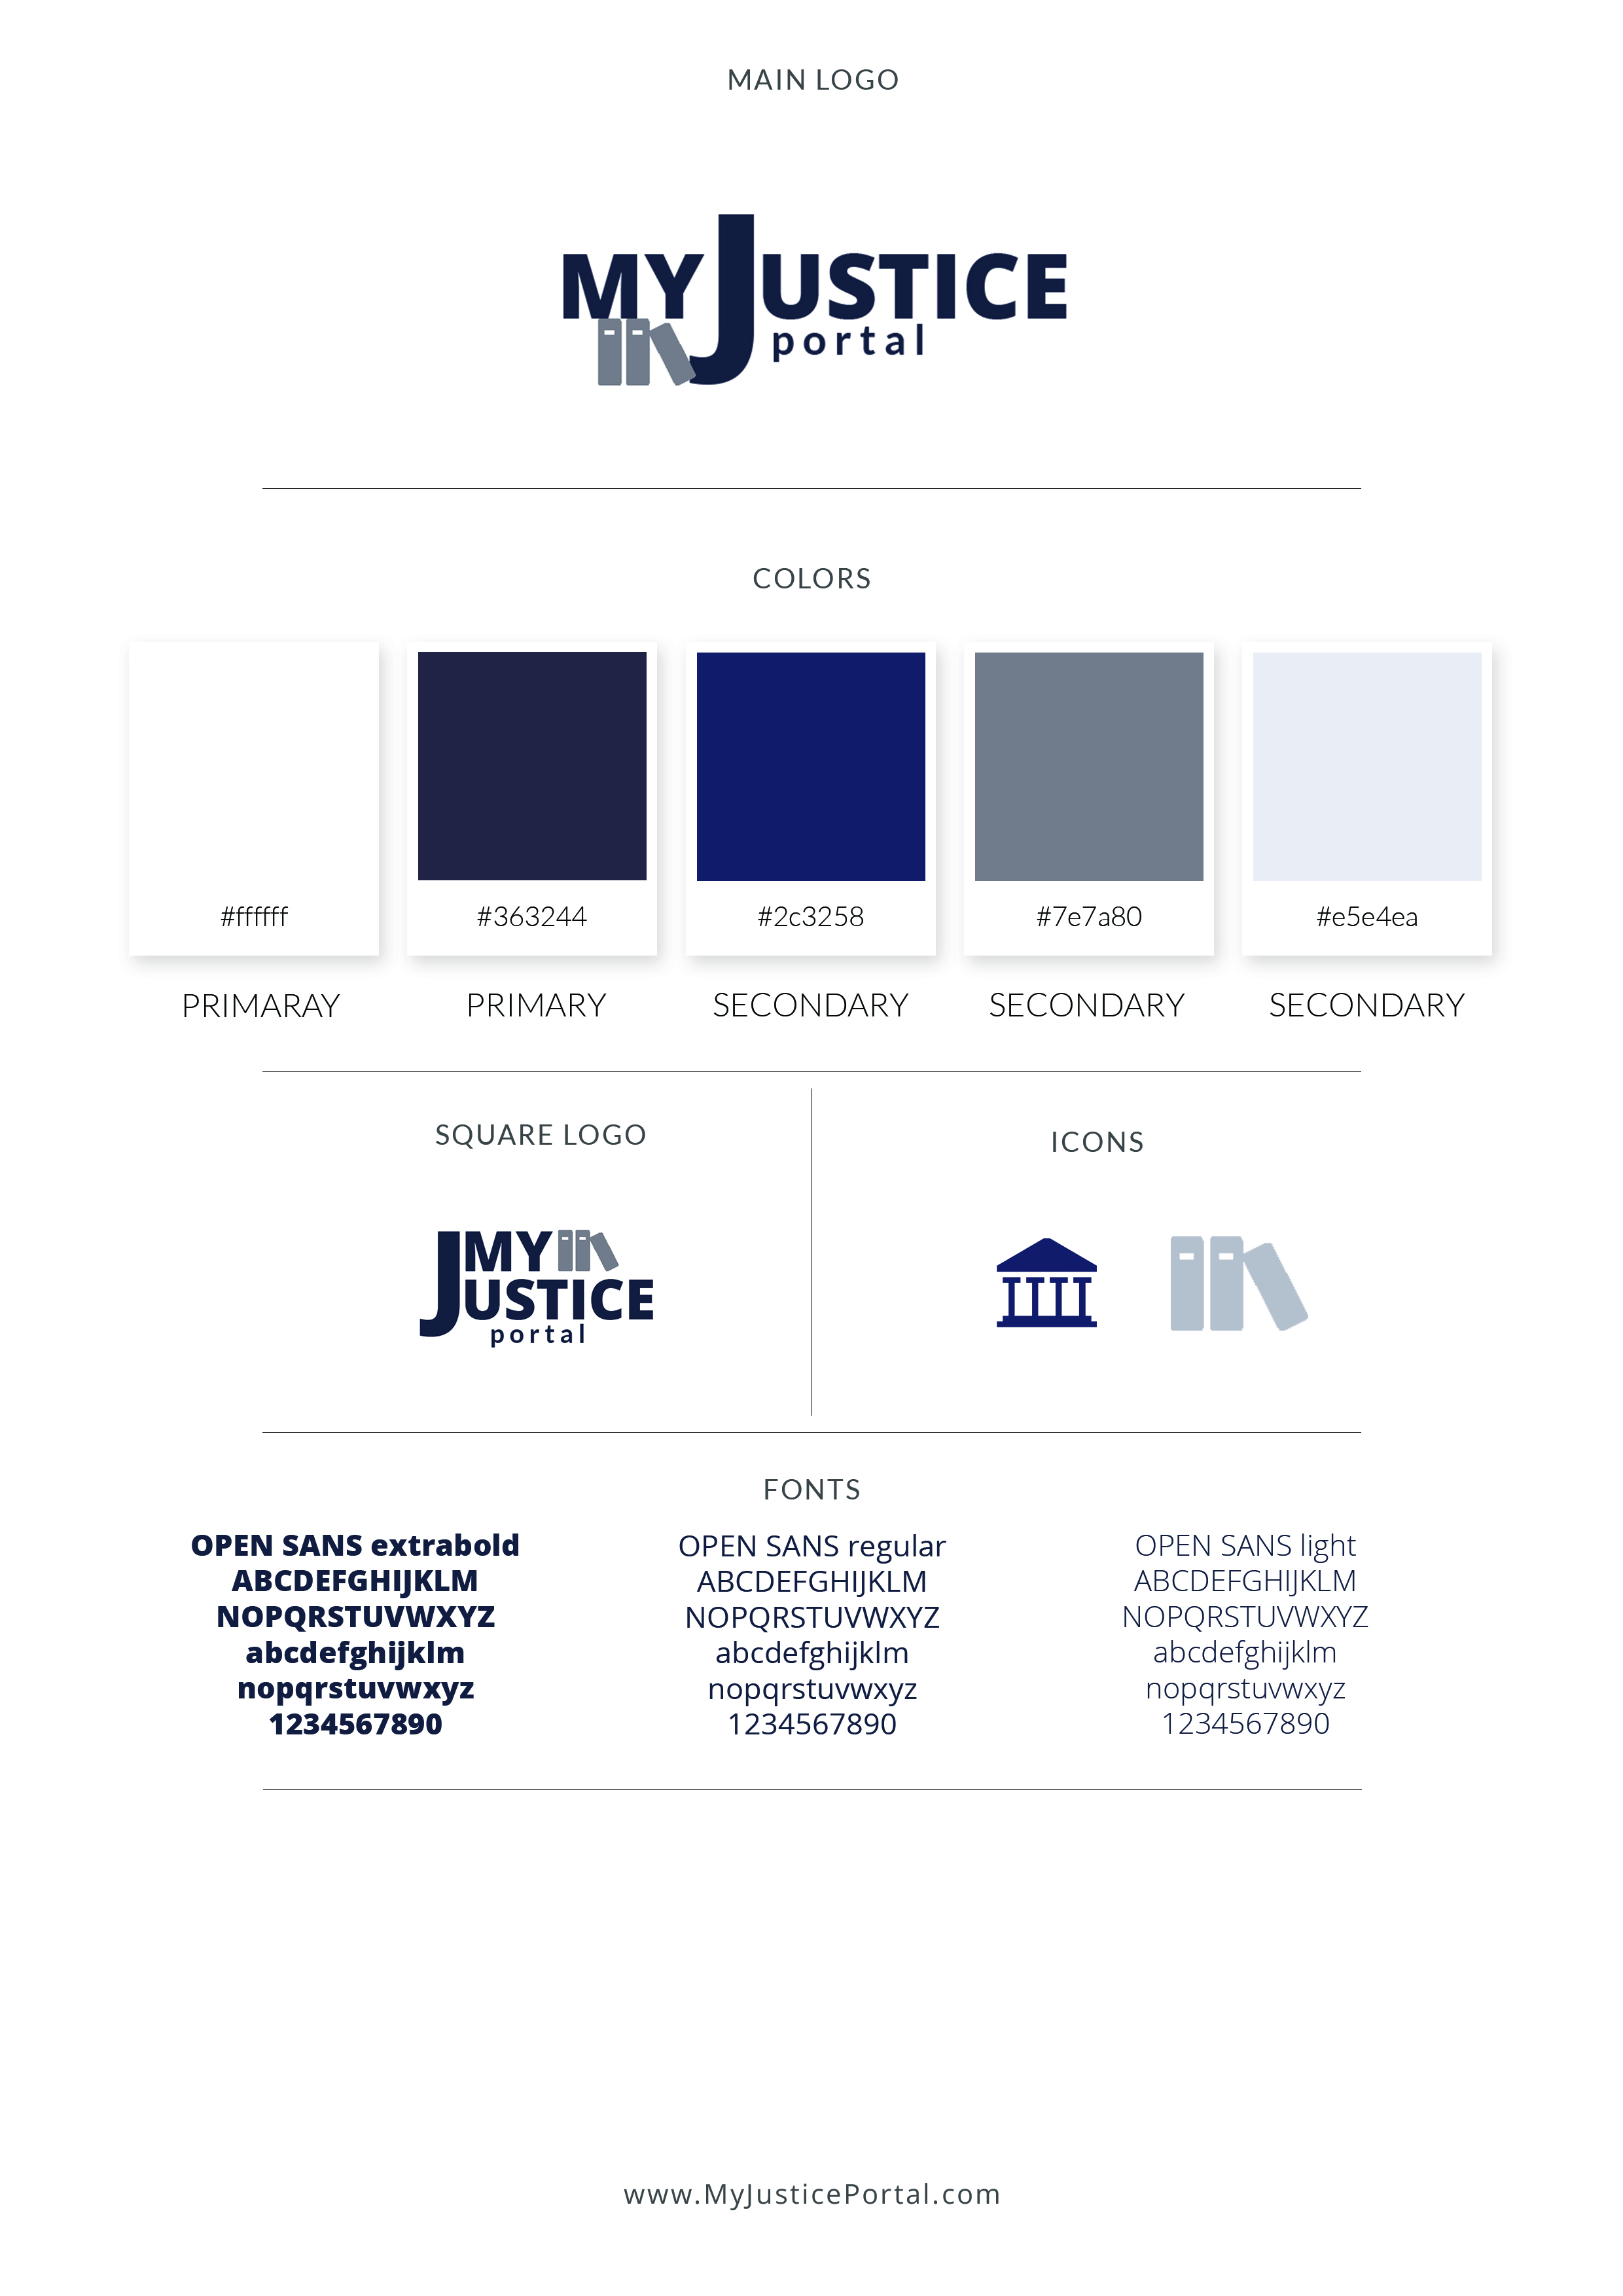 MAIN LOGO
MYJUSTICE
portal
COLORS
#ffffff
#363244
#2c3258
#7e7a80
#e5e4ea
PRIMARAY
PRIMARY
SECONDARY
SECONDARY
SECONDARY
SQUARE LOGO
MY
JUSTICE
portal
ICONS
FONTS
OPEN SANS extrabold
ABCDEFGHIJKLM
NOPQRSTUVWXYZ
abcdefghijklm
nopqrstuvwxyz
1234567890
OPEN SANS regular
ABCDEFGHIJKLM
NOPQRSTUVWXYZ
abcdefghijklm
nopqrstuvwxyz
1234567890
OPEN SANS light
ABCDEFGHIJKLM
NOPQRSTUVWXYZ
abcdefghijklm
nopqrstuvwxyz
1234567890
www.MyJusticePortal.com